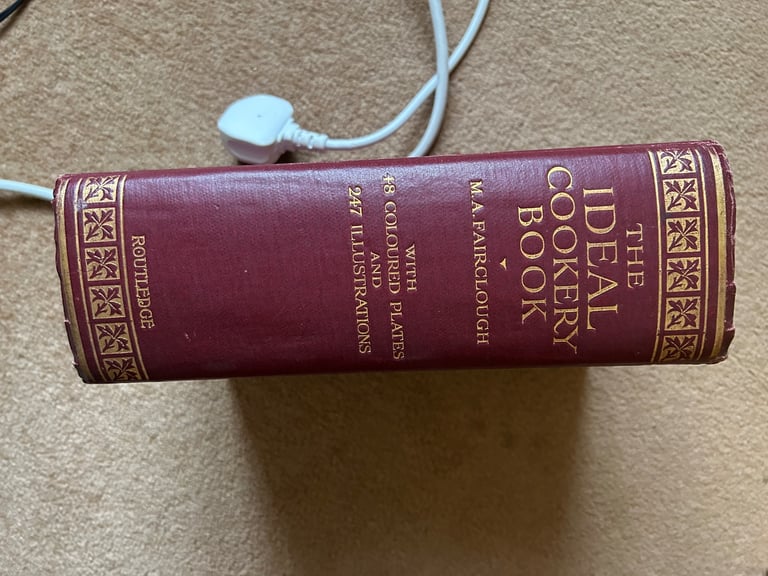 THE
IDEAL
COOKERY
BOOK
M.A. FAIRCLOUGH
WITH
48 COLOURED PLATES
AND
247 ILLUSTRATIONS
ROUTLEDGE